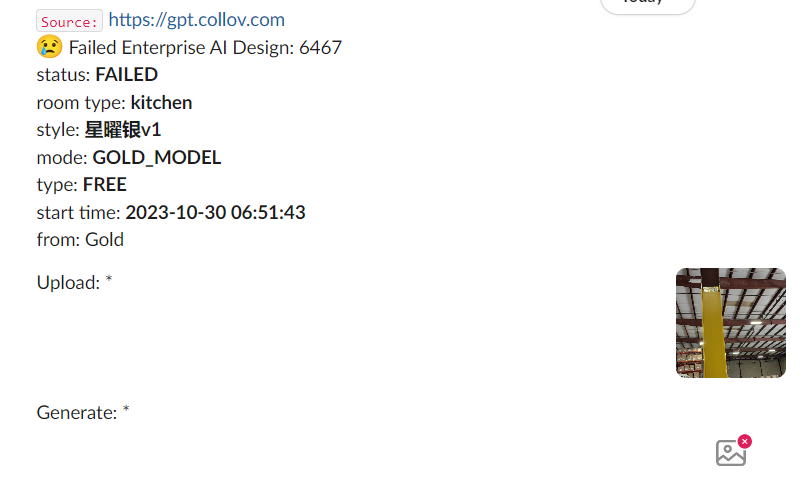 Today
Source: https://gpt.collov.com
😢 Failed Enterprise AI Design: 6467
status: FAILED
room type: kitchen
style: 星曜银v1
mode: GOLD_MODEL
type: FREE
start time: 2023-10-30 06:51:43
from: Gold
Upload: *
Generate: *